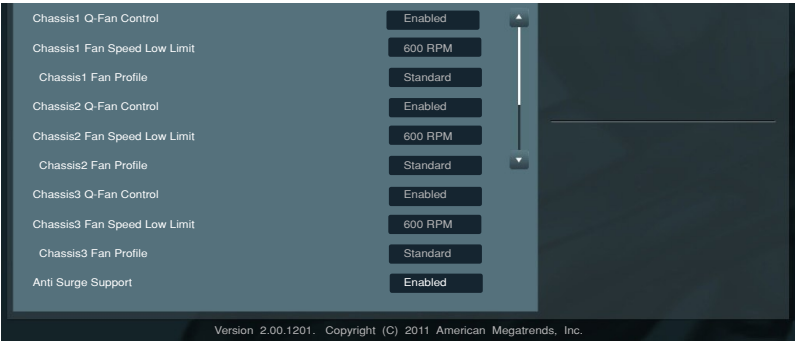 Chassis1 Q-Fan Control Enabled
Chassis1 Fan Speed Low Limit 600 RPM
Chassis1 Fan Profile Standard
Chassis2 Q-Fan Control Enabled
Chassis2 Fan Speed Low Limit 600 RPM
Chassis2 Fan Profile Standard
Chassis3 Q-Fan Control Enabled
Chassis3 Fan Speed Low Limit 600 RPM
Chassis3 Fan Profile Standard
Anti Surge Support Enabled
Version 2.00.1201. Copyright (C) 2011 American Megatrends, Inc.